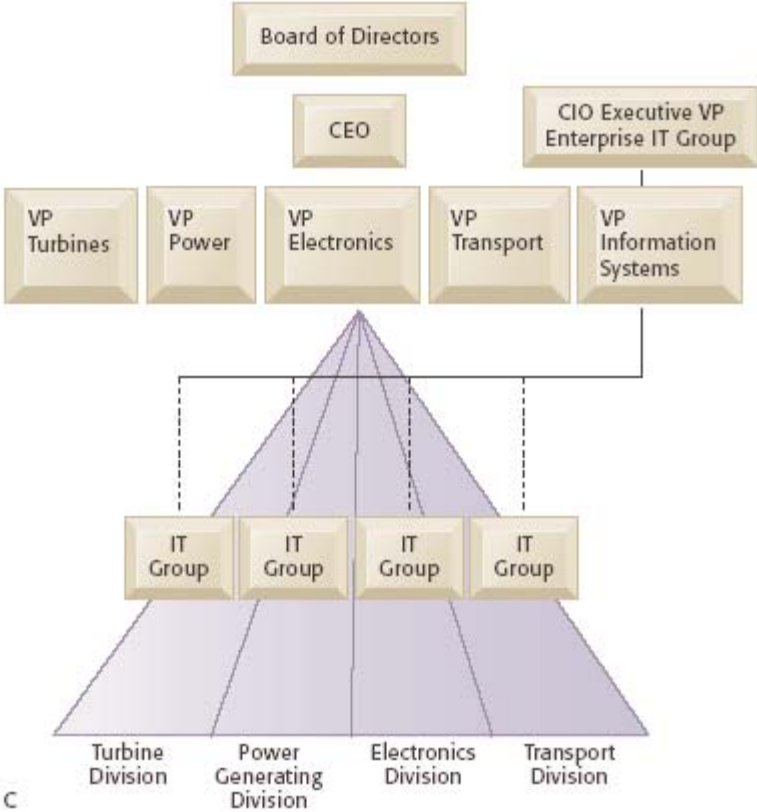 Board of Directors
CEO
CIO Executive VP
Enterprise IT Group
VP
Turbines
VP
Power
VP
Electronics
VP
Transport
VP
Information
Systems
IT
Group
IT
Group
IT
Group
IT
Group
Turbine
Division
Power
Generating
Division
Electronics
Division
Transport
Division
C